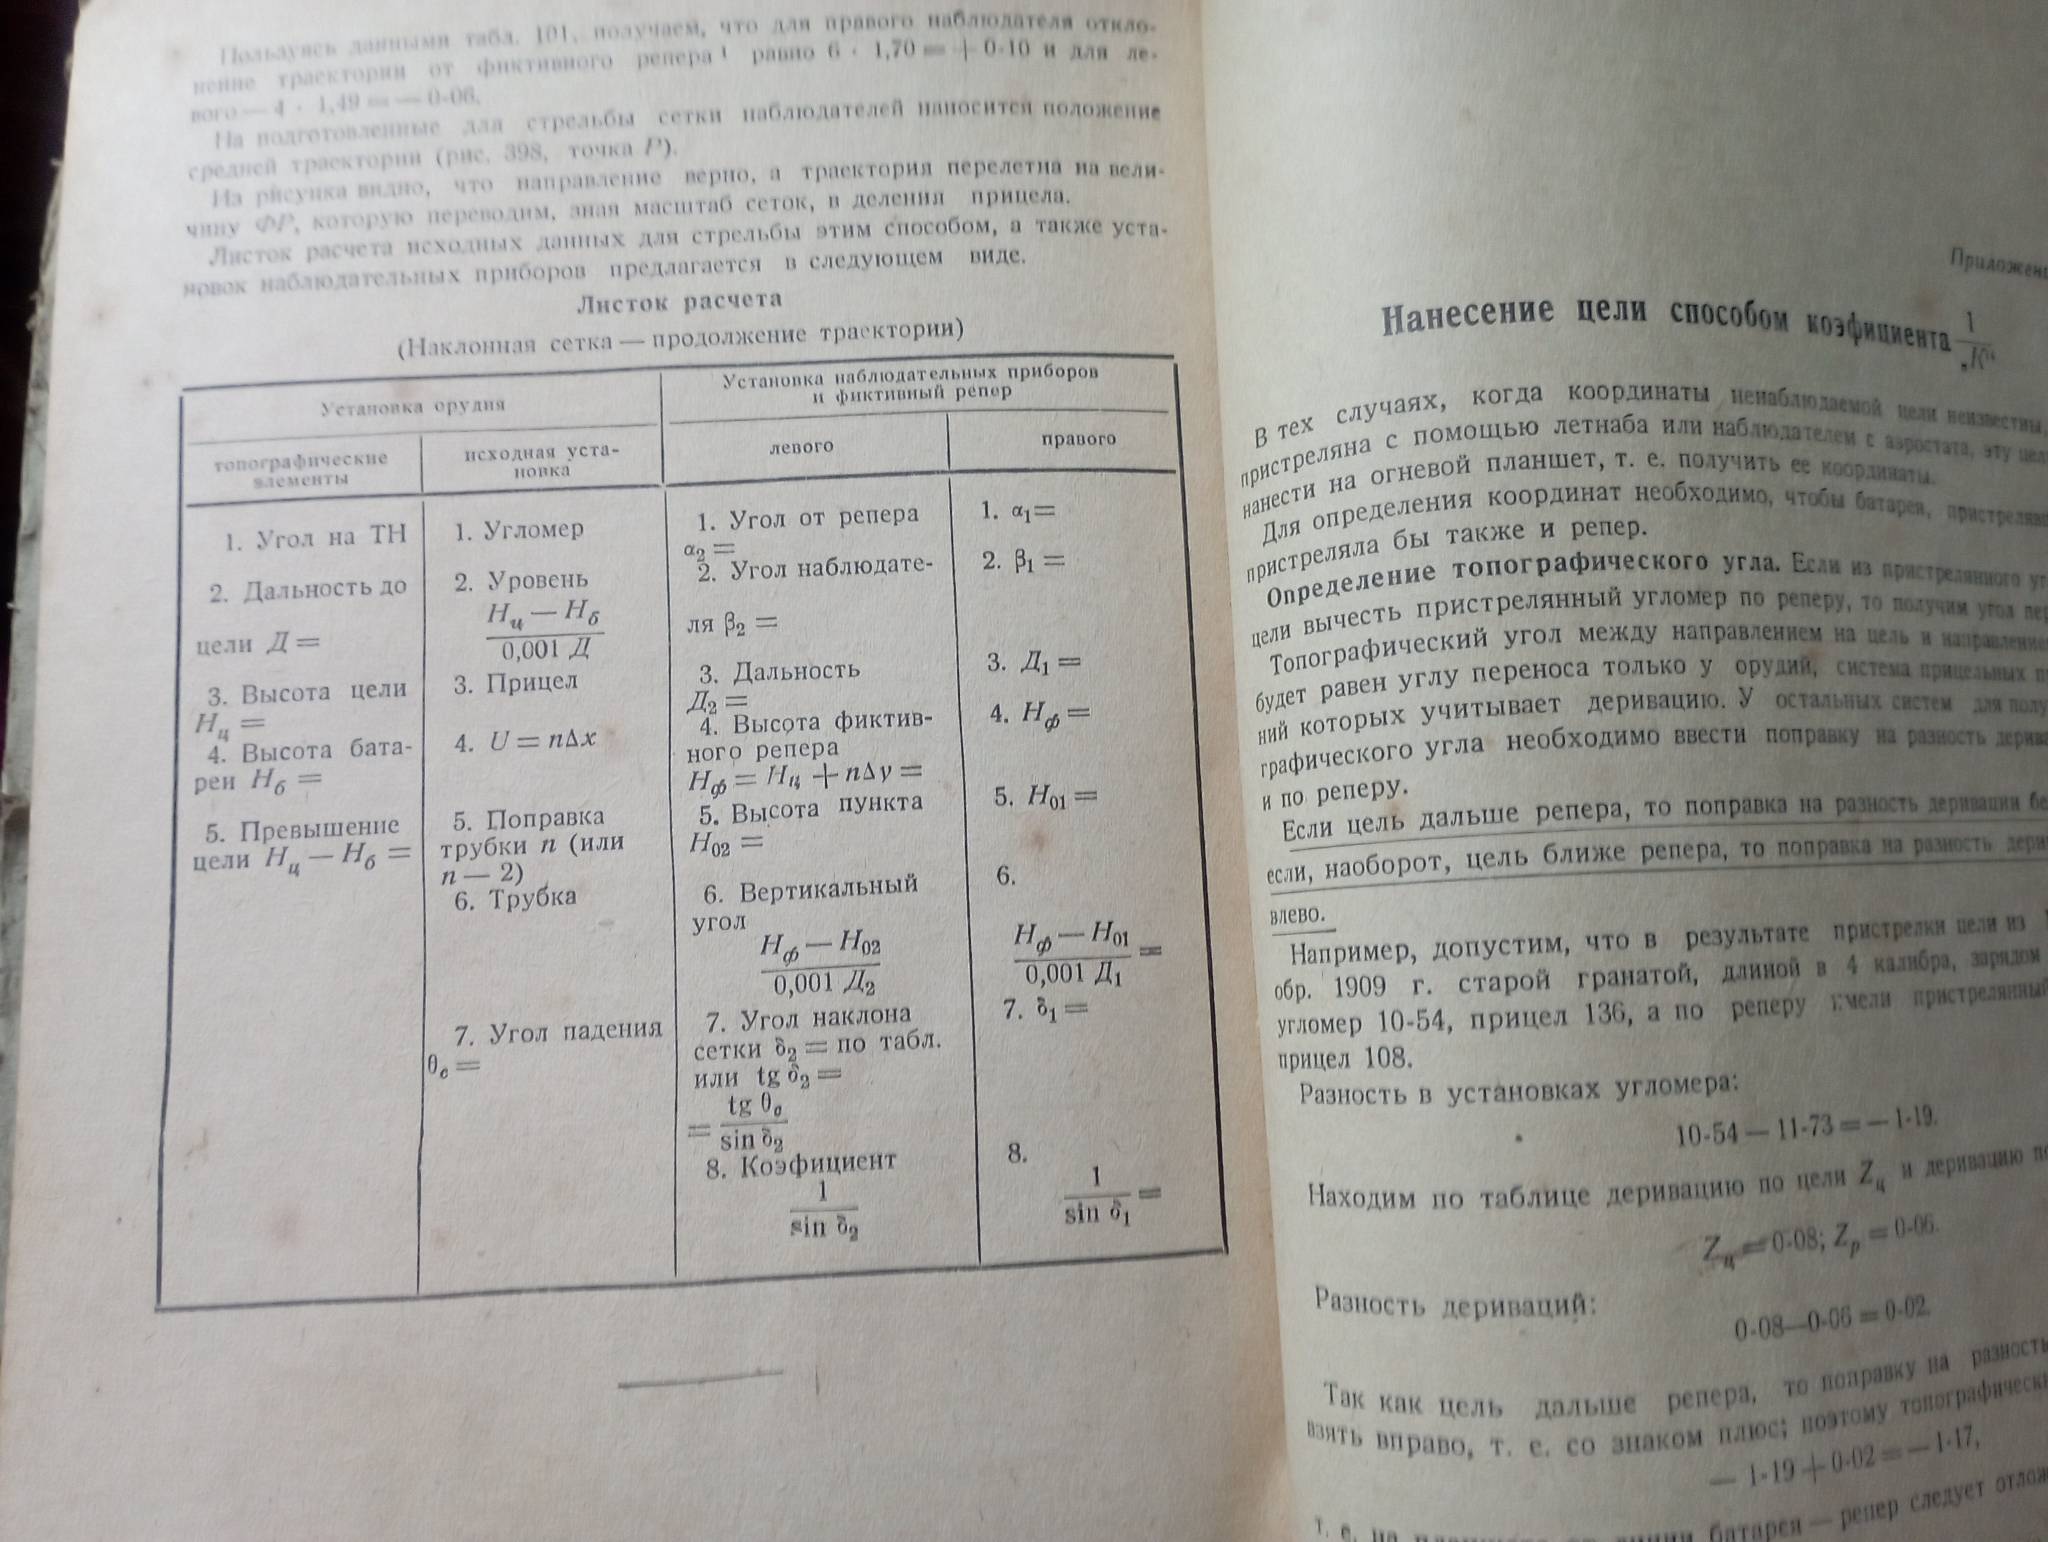 Пользуясь данными табл. 101, получаем, что для правого наблюдателя откло-
нение траектории от фиктивного репера¹ равно 6 · 1,70 = + 0-10 и для ле-
вого — 4 · 1,49 = — 0-06.
На подготовленные для стрельбы сетки наблюдателей наносится положение
средней траектории (рис. 398, точка Р).
На рисунка видно, что направление верно, а траектория перелетна на вели-
чину ФР, которую переводим, зная масштаб сеток, в деления прицела.
Листок расчета исходных данных для стрельбы этим способом, а также уста-
новок наблюдательных приборов предлагается в следующем виде.
Листок расчета
(Наклонная сетка — продолжение траектории)
Установка орудия
Установка наблюдательных приборов
и фиктивный репер
топографические
элементы
исходная уста-
новка
левого
правого
1. Угол на ТН
2. Дальность до
цели Д =
3. Высота цели
Hц =
4. Высота бата-
реи Hб =
5. Превышение
цели Hц — Hб =
1. Угломер
2. Уровень
Hц — Hб
0,001 Д
3. Прицел
4. U = nΔx
5. Поправка
трубки n (или
n — 2)
6. Трубка
7. Угол падения
θc =
1. Угол от репера
α2 =
2. Угол наблюдате-
ля β2 =
3. Дальность
Д2 =
4. Высота фиктив-
ного репера
Hф = Hц + nΔy =
5. Высота пункта
H02 =
6. Вертикальный
угол
Hф — H02
0,001 Д2
7. Угол наклона
сетки δ2 = по табл.
или tg δ2 =
= tg θc
sin δ2
8. Коэфициент
1
sin δ2
1. α1 =
2. β1 =
3. Д1 =
4. Hф =
5. H01 =
6.
Hф — H01
0,001 Д1 =
7. δ1 =
8.
1
sin δ1 =
Нанесение цели способом коэфициента 1
„К“
В тех случаях, когда координаты ненаблюдаемой цели неизвестны,
пристреляна с помощью летнаба или наблюдателем с аэростата, эту
нанести на огневой планшет, т. е. получить ее координаты.
Для определения координат необходимо, чтобы батарея,
пристреляла бы также и репер.
Определение топографического угла. Если из пристрелянного
цели вычесть пристрелянный угломер по реперу, то получим угол
Топографический угол между направлением на цель и
будет равен углу переноса только у орудий, система прицельных
ний которых учитывает деривацию. У остальных систем для
графического угла необходимо ввести поправку на разность
и по реперу.
Если цель дальше репера, то поправка на разность деривации
если, наоборот, цель ближе репера, то поправка на разность
влево.
Например, допустим, что в результате пристрелки цели из
обр. 1909 г. старой гранатой, длиной в 4 калибра, зарядом
угломер 10-54, прицел 136, а по реперу имели пристрелянный
прицел 108.
Разность в установках угломера:
10-54 — 11-73 = — 1-19.
Находим по таблице деривацию по цели Zц и деривацию
Zц = 0-08; Zр = 0-06.
Разность дериваций:
0-08—0-06 = 0-02.
Так как цель дальше репера, то поправку на разность
взять вправо, т. е. со знаком плюс; поэтому
— 1-19 + 0-02 = — 1-17,
батарея — репер следует